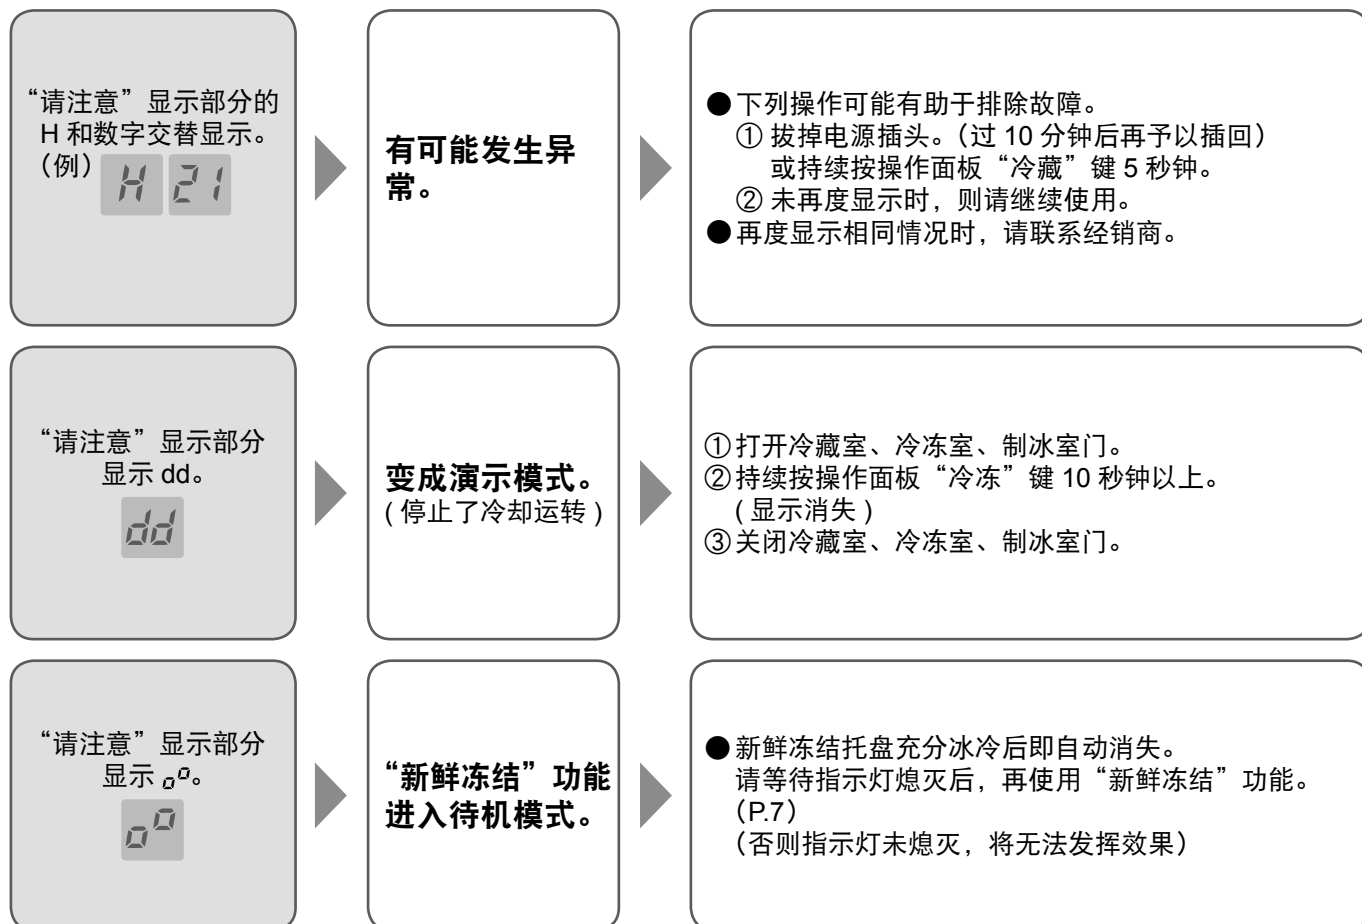 “请注意”显示部分的
H 和数字交替显示。
（例）
H 21
有可能发生异
常。
●下列操作可能有助于排除故障。
① 拔掉电源插头。（过 10 分钟后再予以插回）
或持续按操作面板“冷藏”键 5 秒钟。
② 未再度显示时，则请继续使用。
●再度显示相同情况时，请联系经销商。
“请注意”显示部分
显示 dd。
dd
变成演示模式。
( 停止了冷却运转 )
①打开冷藏室、冷冻室、制冰室门。
②持续按操作面板“冷冻”键 10 秒钟以上。
( 显示消失 )
③关闭冷藏室、冷冻室、制冰室门。
“请注意”显示部分
显示 oº。
oº
“新鲜冻结”功能
进入待机模式。
●新鲜冻结托盘充分冰冷后即自动消失。
请等待指示灯熄灭后，再使用“新鲜冻结”功能。
（P.7）
（否则指示灯未熄灭，将无法发挥效果）